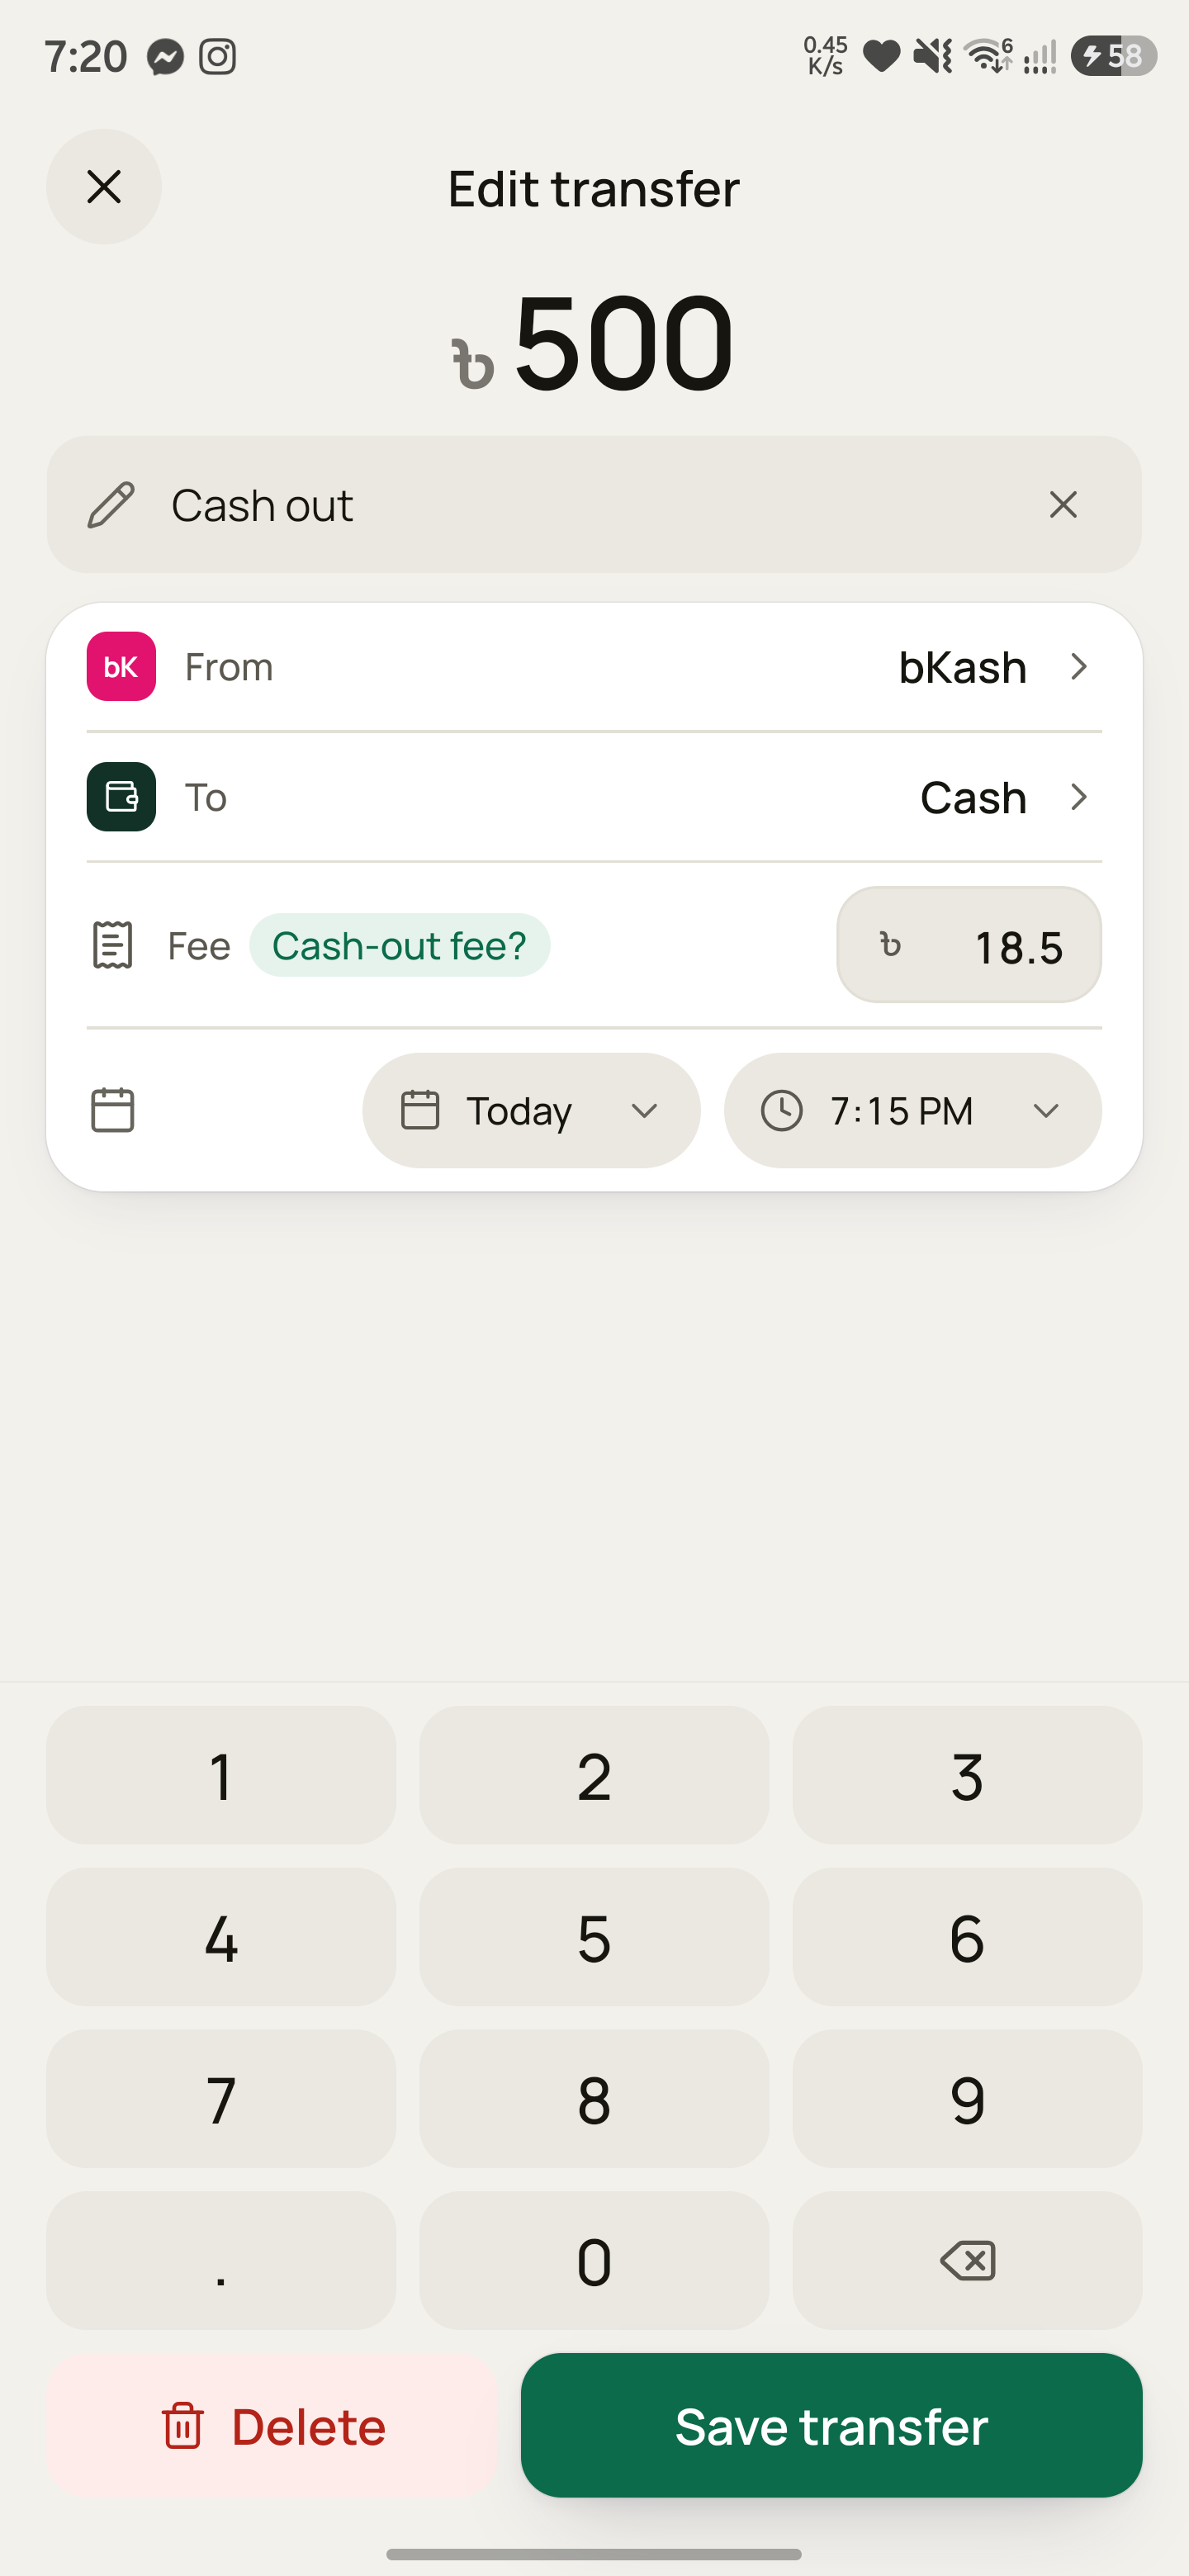 7:20
0.45
K/s
6
58
Edit transfer
৳ 500
Cash out
bK From bKash
To Cash
Fee Cash-out fee? ৳ 18.5
Today 7:15 PM
1 2 3
4 5 6
7 8 9
. 0
Delete Save transfer